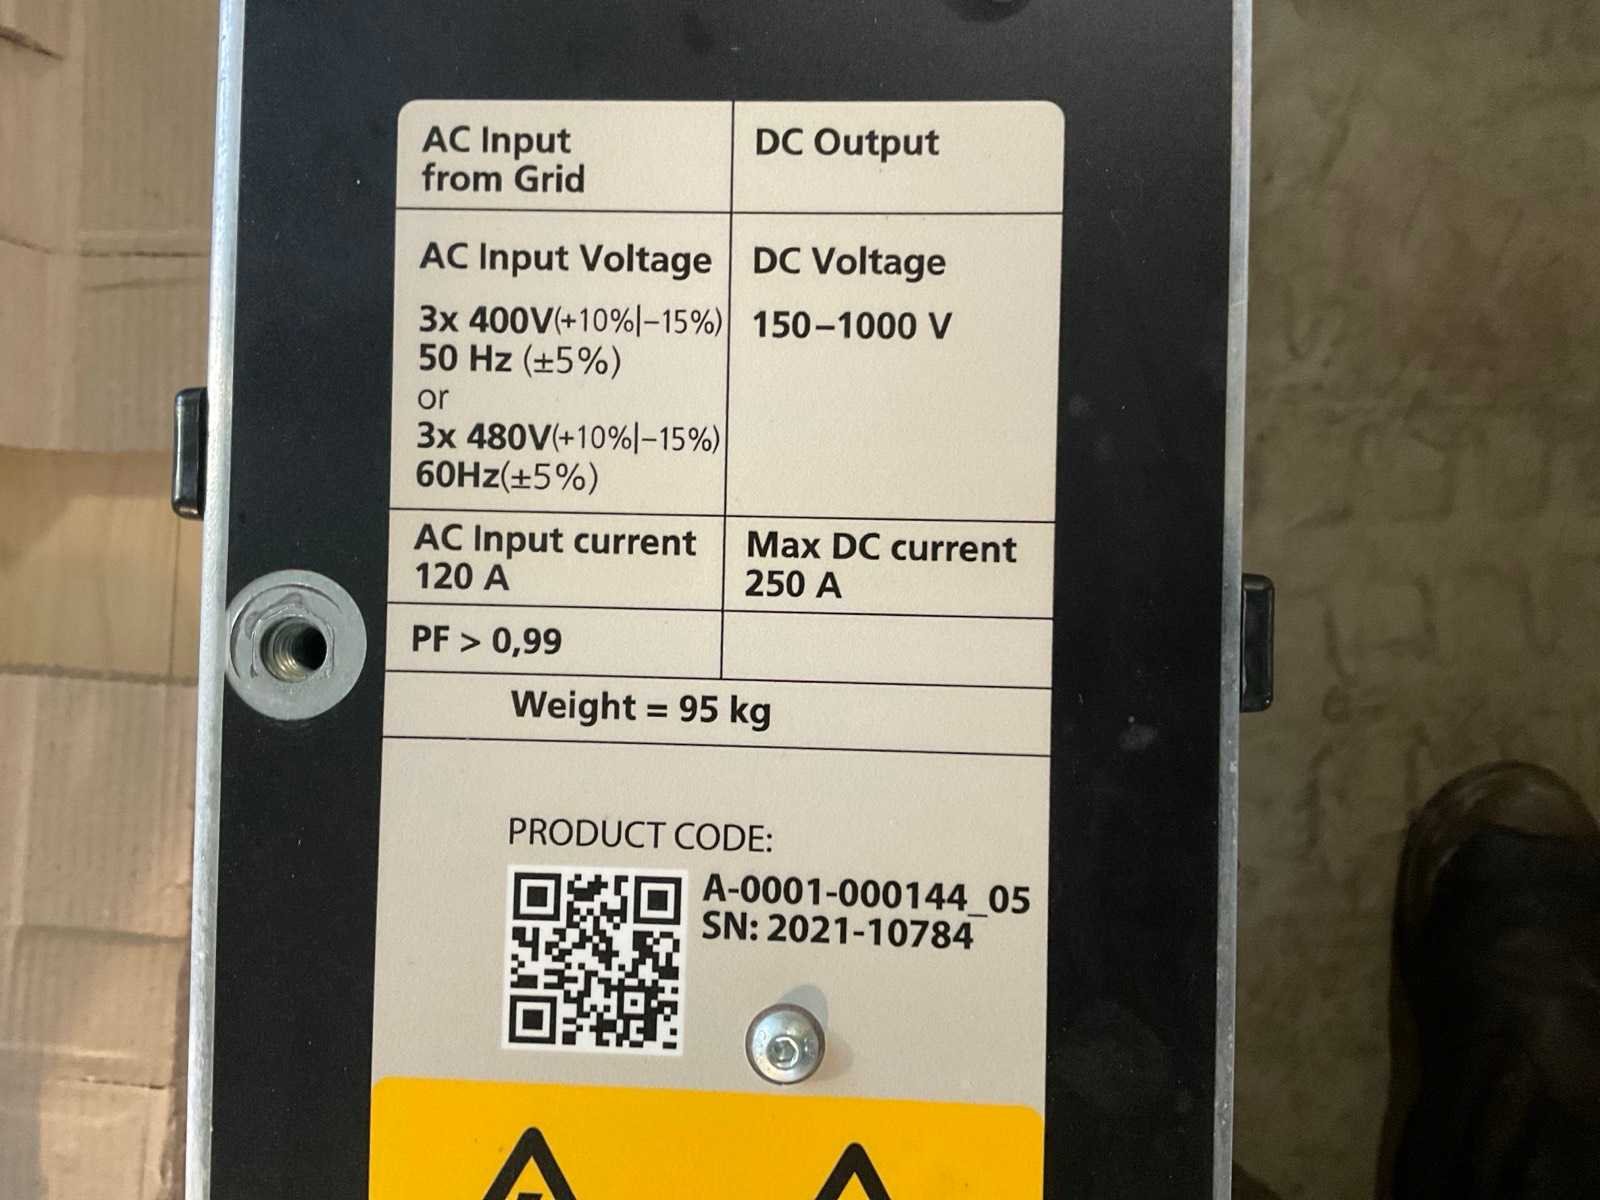 AC Input
from Grid
DC Output
AC Input Voltage
3x 400V(+10%|−15%)
50 Hz (±5%)
or
3x 480V(+10%|−15%)
60Hz(±5%)
DC Voltage
150–1000 V
AC Input current
120 A
Max DC current
250 A
PF > 0,99
Weight = 95 kg
PRODUCT CODE:
A-0001-000144_05
SN: 2021-10784